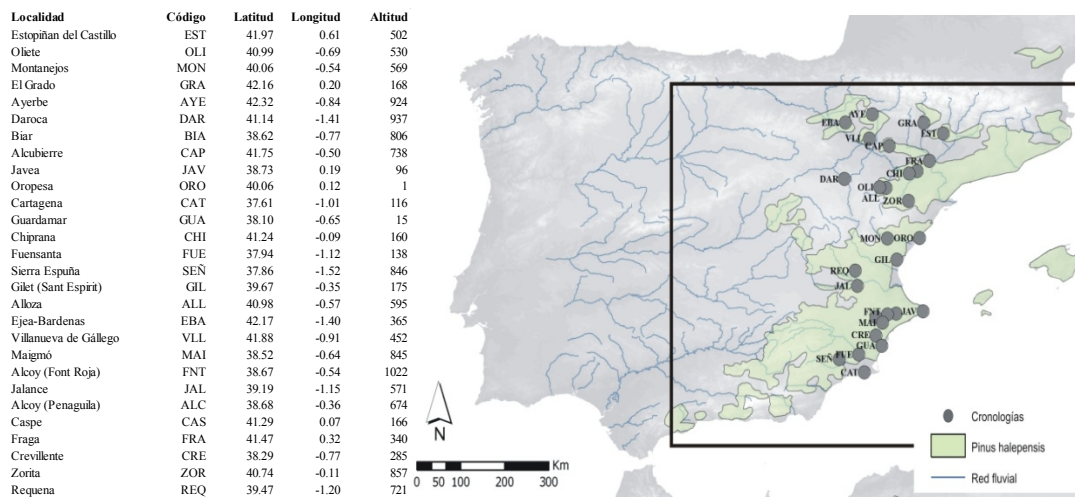 Localidad Código Latitud Longitud Altitud
Estopiñan del Castillo EST 41.97 0.61 502
Oliete OLI 40.99 -0.69 530
Montanejos MON 40.06 -0.54 569
El Grado GRA 42.16 0.20 168
Ayerbe AYE 42.32 -0.84 924
Daroca DAR 41.14 -1.41 937
Biar BIA 38.62 -0.77 806
Alcubierre CAP 41.75 -0.50 738
Javea JAV 38.73 0.19 96
Oropesa ORO 40.06 0.12 1
Cartagena CAT 37.61 -1.01 116
Guardamar GUA 38.10 -0.65 15
Chiprana CHI 41.24 -0.09 160
Fuensanta FUE 37.94 -1.12 138
Sierra Espuña SEÑ 37.86 -1.52 846
Gilet (Sant Espirit) GIL 39.67 -0.35 175
Alloza ALL 40.98 -0.57 595
Ejea-Bardenas EBA 42.17 -1.40 365
Villanueva de Gállego VLL 41.88 -0.91 452
Maigmó MAI 38.52 -0.64 845
Alcoy (Font Roja) FNT 38.67 -0.54 1022
Jalance JAL 39.19 -1.15 571
Alcoy (Penaguila) ALC 38.68 -0.36 674
Caspe CAS 41.29 0.07 166
Fraga FRA 41.47 0.32 340
Crevillente CRE 38.29 -0.77 285
Zorita ZOR 40.74 -0.11 857
Requena REQ 39.47 -1.20 721
AYE
EBA
GRA
EST
VLL
CAP
FRA
CHI
DAR
OLI
ALL
ZOR
MON
ORO
GIL
REQ
JAL
FNT
JAV
MAI
CRE
GUA
SEÑ
FUE
CAT
N
Km
0 50 100 200 300
Cronologías
Pinus halepensis
Red fluvial